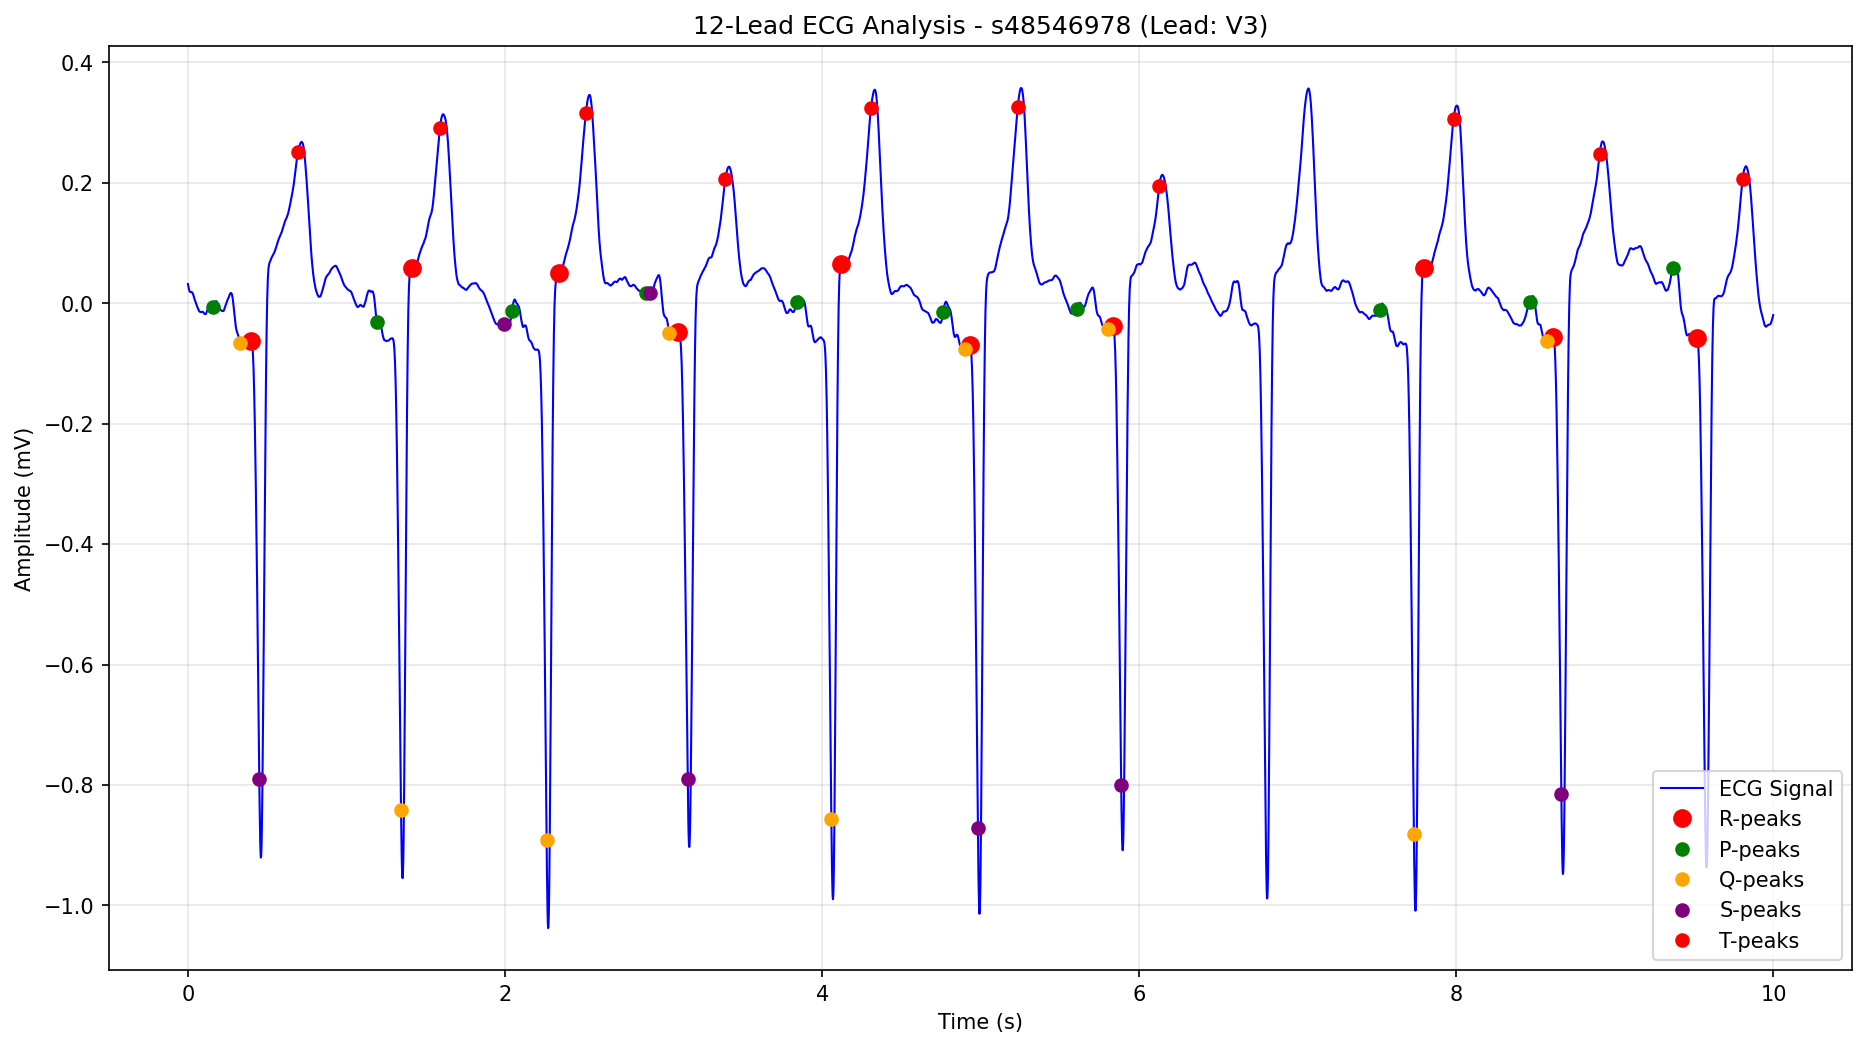 12-Lead ECG Analysis - s48546978 (Lead: V3)
Amplitude (mV)
0.4
0.2
0.0
−0.2
−0.4
−0.6
−0.8
−1.0
ECG Signal
R-peaks
P-peaks
Q-peaks
S-peaks
T-peaks
0 2 4 6 8 10
Time (s)